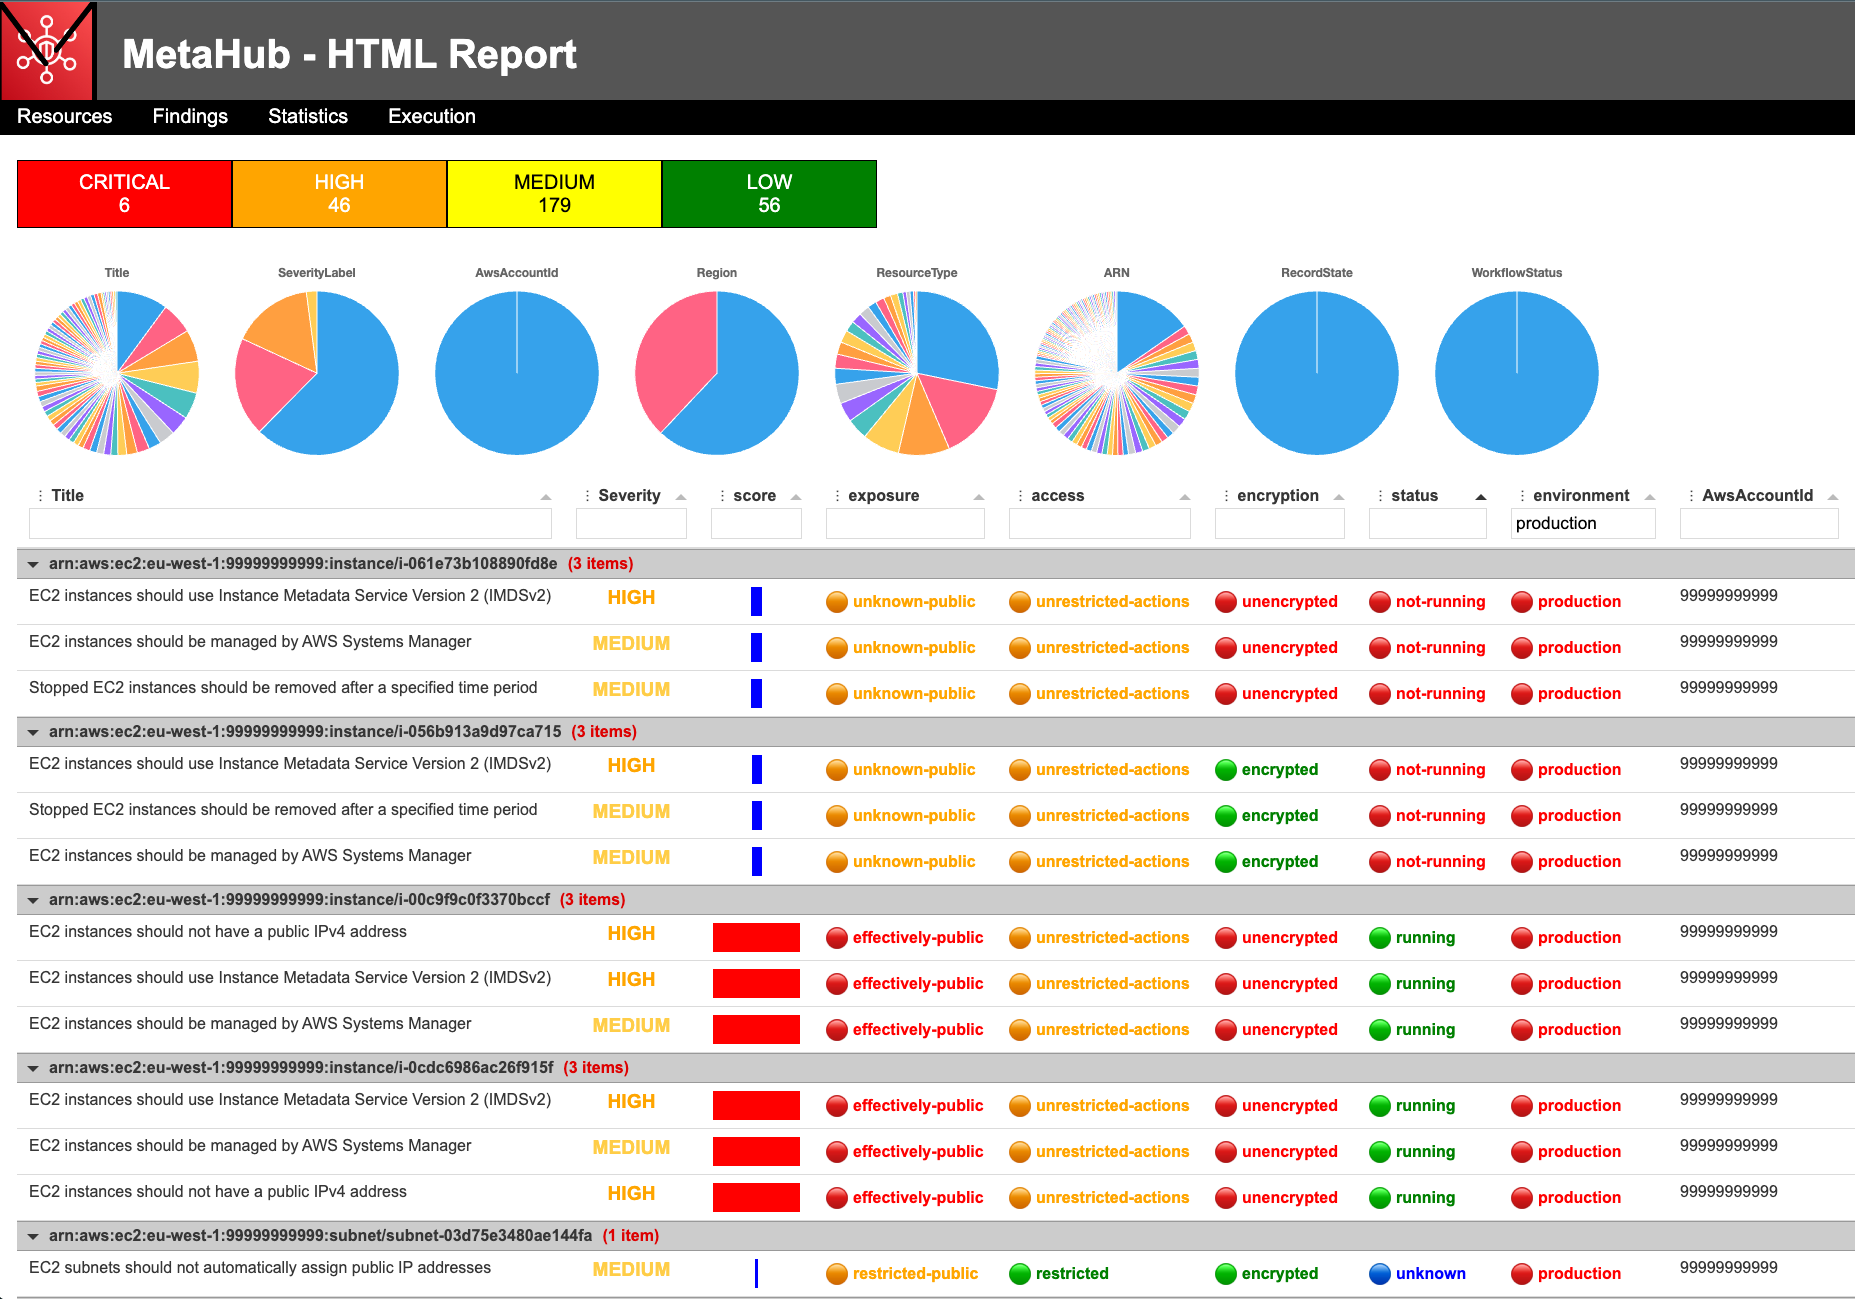 MetaHub - HTML Report
Resources Findings Statistics Execution
CRITICAL HIGH MEDIUM LOW
6 46 179 56
Title SeverityLabel AwsAccountId Region ResourceType ARN RecordState WorkflowStatus
Title Severity score exposure access encryption status environment AwsAccountId
production
arn:aws:ec2:eu-west-1:99999999999:instance/i-061e73b108890fd8e (3 items)
EC2 instances should use Instance Metadata Service Version 2 (IMDSv2) HIGH unknown-public unrestricted-actions unencrypted not-running production 99999999999
EC2 instances should be managed by AWS Systems Manager MEDIUM unknown-public unrestricted-actions unencrypted not-running production 99999999999
Stopped EC2 instances should be removed after a specified time period MEDIUM unknown-public unrestricted-actions unencrypted not-running production 99999999999
arn:aws:ec2:eu-west-1:99999999999:instance/i-056b913a9d97ca715 (3 items)
EC2 instances should use Instance Metadata Service Version 2 (IMDSv2) HIGH unknown-public unrestricted-actions encrypted not-running production 99999999999
Stopped EC2 instances should be removed after a specified time period MEDIUM unknown-public unrestricted-actions encrypted not-running production 99999999999
EC2 instances should be managed by AWS Systems Manager MEDIUM unknown-public unrestricted-actions encrypted not-running production 99999999999
arn:aws:ec2:eu-west-1:99999999999:instance/i-00c9f9c0f3370bccf (3 items)
EC2 instances should not have a public IPv4 address HIGH effectively-public unrestricted-actions unencrypted running production 99999999999
EC2 instances should use Instance Metadata Service Version 2 (IMDSv2) HIGH effectively-public unrestricted-actions unencrypted running production 99999999999
EC2 instances should be managed by AWS Systems Manager MEDIUM effectively-public unrestricted-actions unencrypted running production 99999999999
arn:aws:ec2:eu-west-1:99999999999:instance/i-0cdc6986ac26f915f (3 items)
EC2 instances should use Instance Metadata Service Version 2 (IMDSv2) HIGH effectively-public unrestricted-actions unencrypted running production 99999999999
EC2 instances should be managed by AWS Systems Manager MEDIUM effectively-public unrestricted-actions unencrypted running production 99999999999
EC2 instances should not have a public IPv4 address HIGH effectively-public unrestricted-actions unencrypted running production 99999999999
arn:aws:ec2:eu-west-1:99999999999:subnet/subnet-03d75e3480ae144fa (1 item)
EC2 subnets should not automatically assign public IP addresses MEDIUM restricted-public restricted encrypted unknown production 99999999999